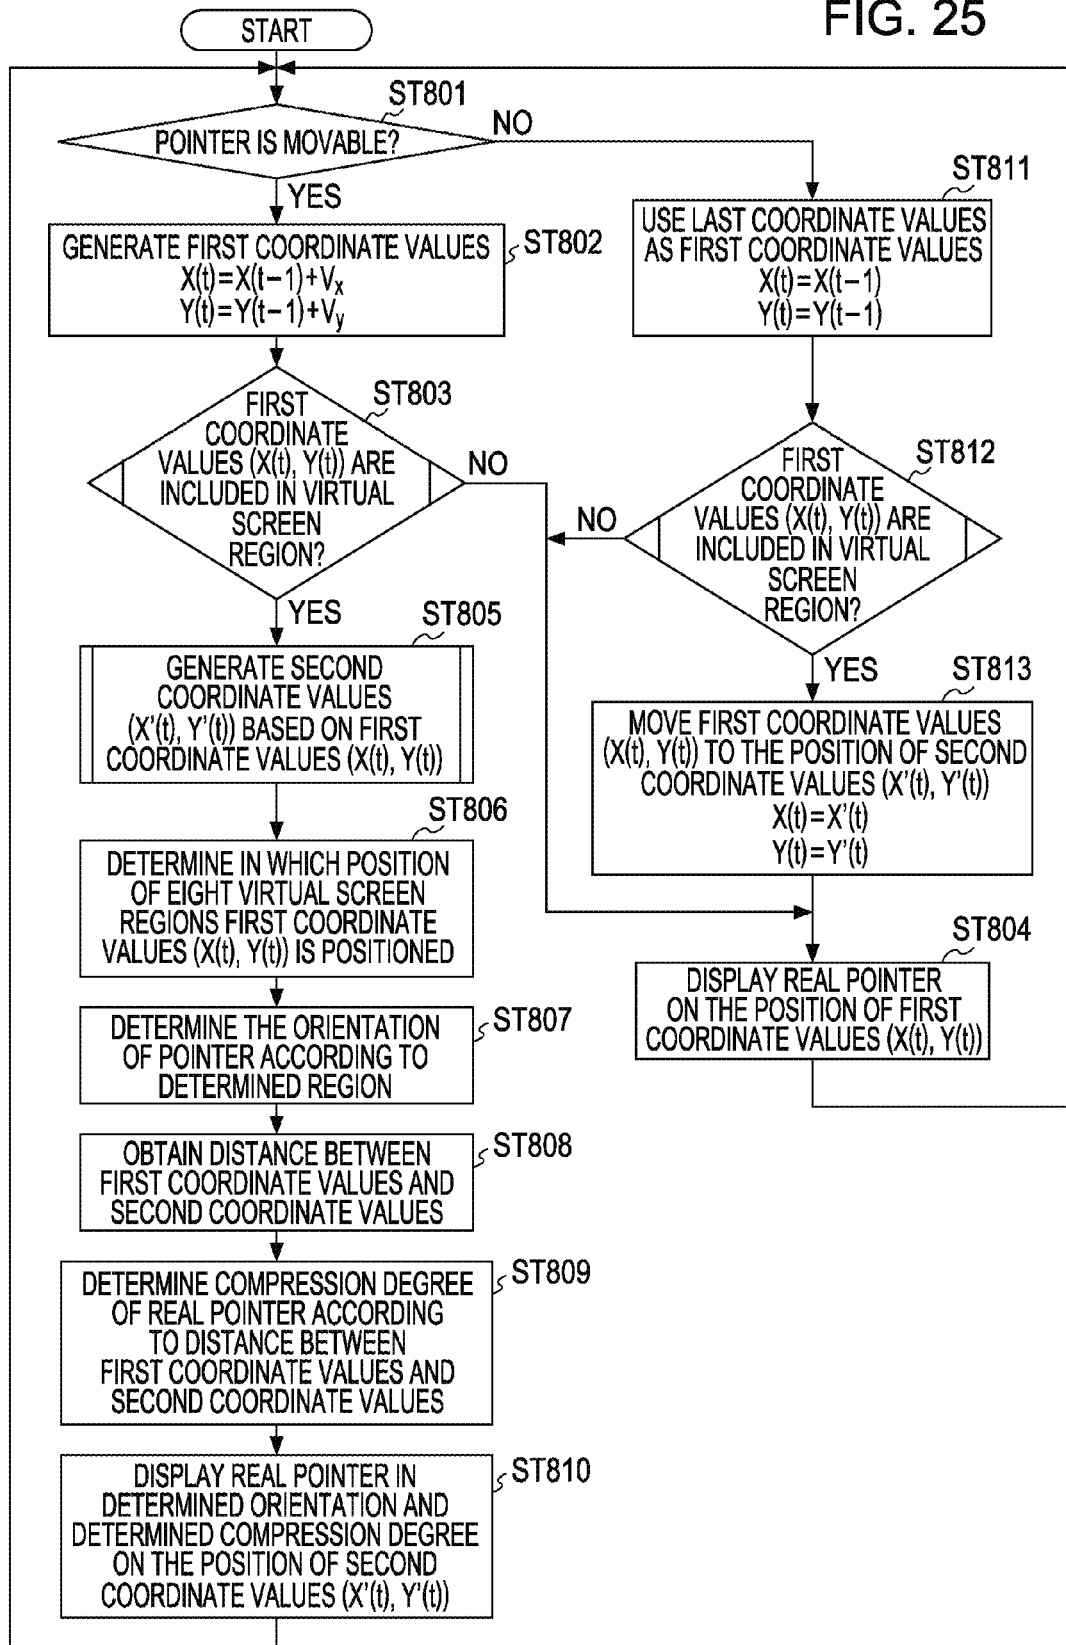 FIG. 25
START
ST801
POINTER IS MOVABLE?
NO
YES
GENERATE FIRST COORDINATE VALUES
X(t)=X(t−1)+Vx
Y(t)=Y(t−1)+Vy
ST802
FIRST
COORDINATE
VALUES (X(t), Y(t)) ARE
INCLUDED IN VIRTUAL
SCREEN
REGION?
ST803
NO
YES
GENERATE SECOND
COORDINATE VALUES
(X'(t), Y'(t)) BASED ON FIRST
COORDINATE VALUES (X(t), Y(t))
ST805
ST806
DETERMINE IN WHICH POSITION
OF EIGHT VIRTUAL SCREEN
REGIONS FIRST COORDINATE
VALUES (X(t), Y(t)) IS POSITIONED
DETERMINE THE ORIENTATION
OF POINTER ACCORDING TO
DETERMINED REGION
ST807
OBTAIN DISTANCE BETWEEN
FIRST COORDINATE VALUES AND
SECOND COORDINATE VALUES
ST808
DETERMINE COMPRESSION DEGREE
OF REAL POINTER ACCORDING
TO DISTANCE BETWEEN
FIRST COORDINATE VALUES AND
SECOND COORDINATE VALUES
ST809
DISPLAY REAL POINTER IN
DETERMINED ORIENTATION AND
DETERMINED COMPRESSION DEGREE
ON THE POSITION OF SECOND
COORDINATE VALUES (X'(t), Y'(t))
ST810
ST811
USE LAST COORDINATE VALUES
AS FIRST COORDINATE VALUES
X(t)=X(t−1)
Y(t)=Y(t−1)
ST812
FIRST
COORDINATE
VALUES (X(t), Y(t)) ARE
INCLUDED IN VIRTUAL
SCREEN
REGION?
NO
YES
ST813
MOVE FIRST COORDINATE VALUES
(X(t), Y(t)) TO THE POSITION OF SECOND
COORDINATE VALUES (X'(t), Y'(t))
X(t)=X'(t)
Y(t)=Y'(t)
ST804
DISPLAY REAL POINTER
ON THE POSITION OF FIRST
COORDINATE VALUES (X(t), Y(t))